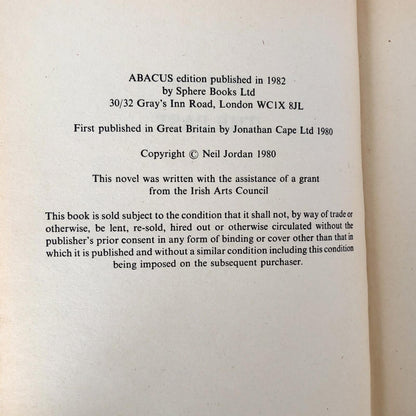 ABACUS edition published in 1982
by Sphere Books Ltd
30/32 Gray's Inn Road, London WC1X 8JL
First published in Great Britain by Jonathan Cape Ltd 1980
Copyright © Neil Jordan 1980
This novel was written with the assistance of a grant
from the Irish Arts Council
This book is sold subject to the condition that it shall not, by way of trade or
otherwise, be lent, re-sold, hired out or otherwise circulated without the
publisher's prior consent in any form of binding or cover other than that in
which it is published and without a similar condition including this condition
being imposed on the subsequent purchaser.